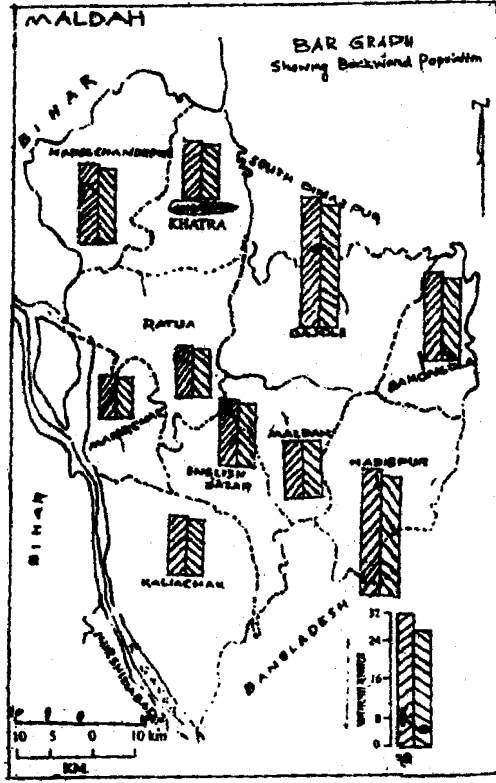 MALDAH
BAR GRAPH
Showing Backward Population
BIHAR
SOUTH DINAJPUR
KHATRA
RATUA
BAMONGOLA
MALDAH
HABIBPUR
ENGLISH
BAZAR
KALIACHAK
BIHAR
BANGLADESH
MURSHIDABAD
32
24
16
8
0
10 5 0 10 km
KM.